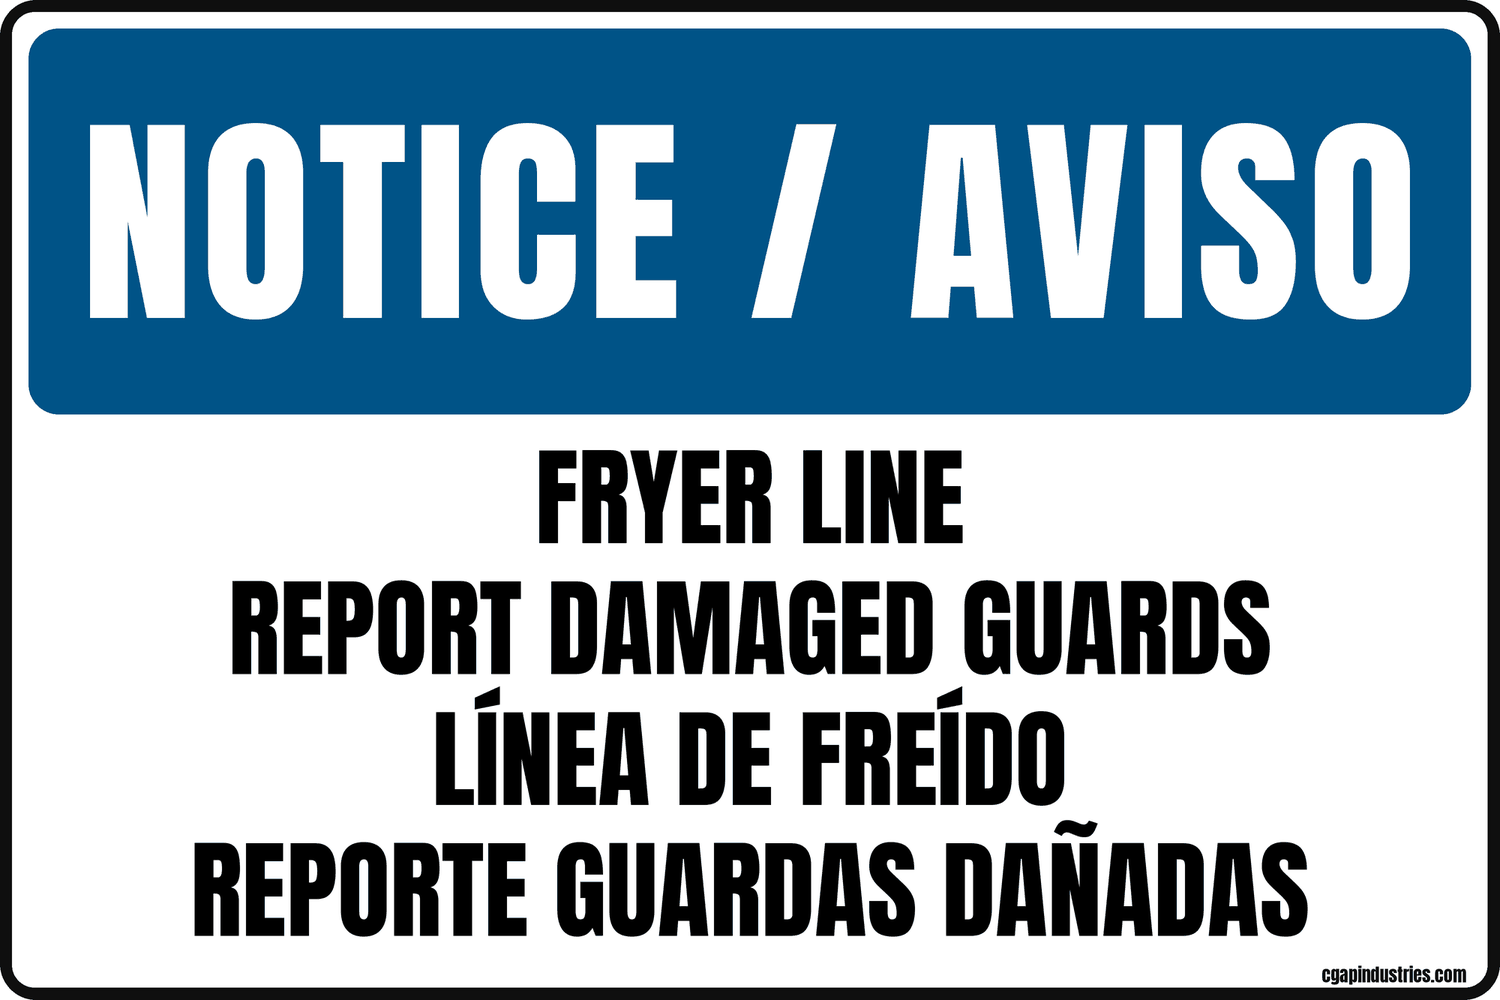 NOTICE / AVISO
FRYER LINE
REPORT DAMAGED GUARDS
LÍNEA DE FREÍDO
REPORTE GUARDAS DAÑADAS
cgapindustries.com